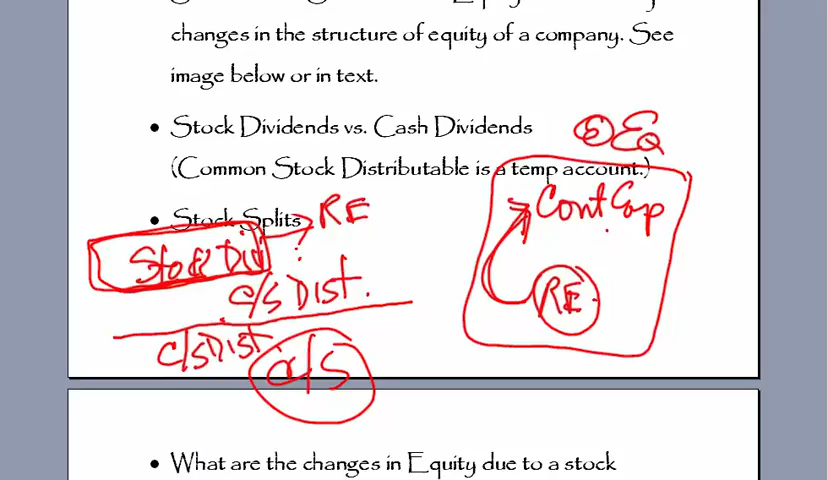 changes in the structure of equity of a company. See
image below or in text.
• Stock Dividends vs. Cash Dividends
(Common Stock Distributable is a temp account.)
• Stock Splits
What are the changes in Equity due to a stock
5 EQ
Cont Cap
RE
RE
Stock Div
C/S Dist.
C/S Dist
C/S